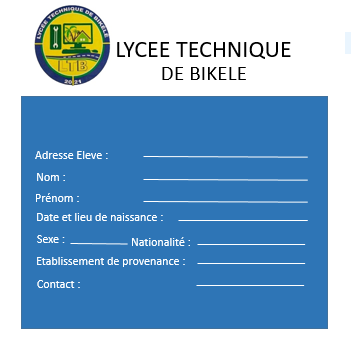 LYCEE TECHNIQUE DE BIKELE
LTB
2021
LYCEE TECHNIQUE
DE BIKELE
Adresse Eleve :
Nom :
Prénom :
Date et lieu de naissance :
Sexe : Nationalité :
Etablissement de provenance :
Contact :